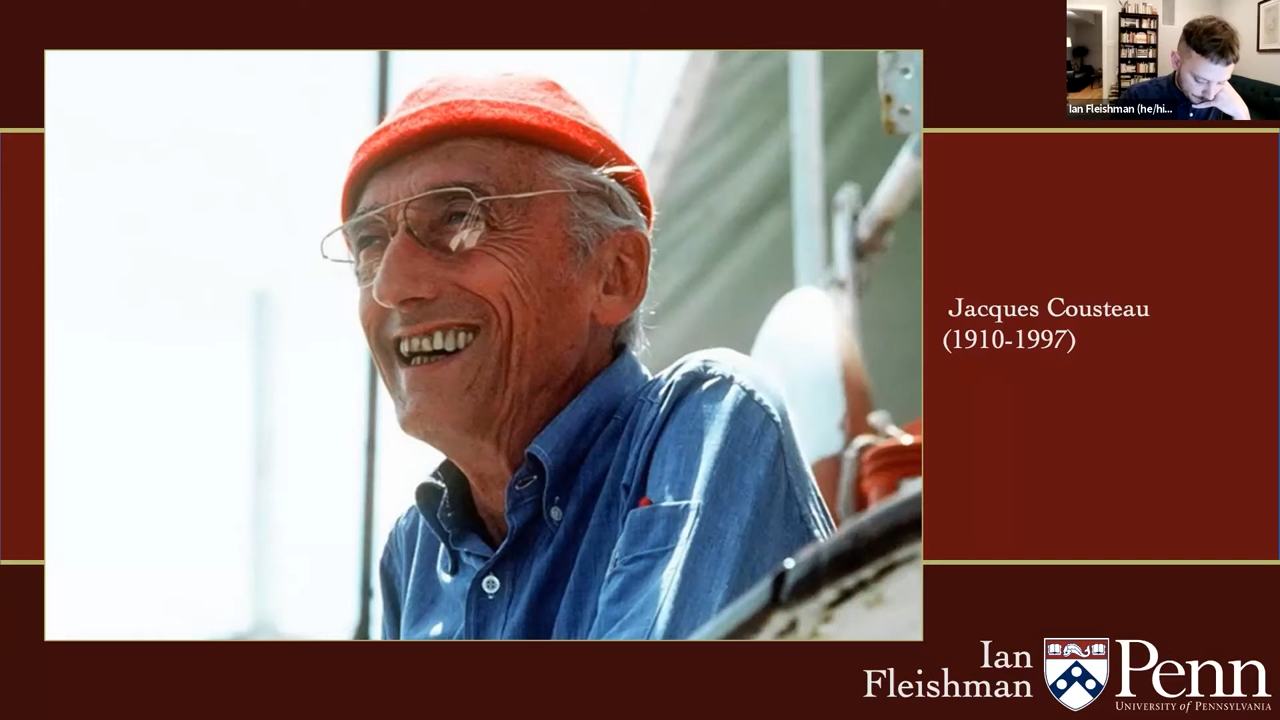 Ian Fleishman (he/hi...
Jacques Cousteau
(1910-1997)
Ian
Fleishman
Penn
UNIVERSITY of PENNSYLVANIA